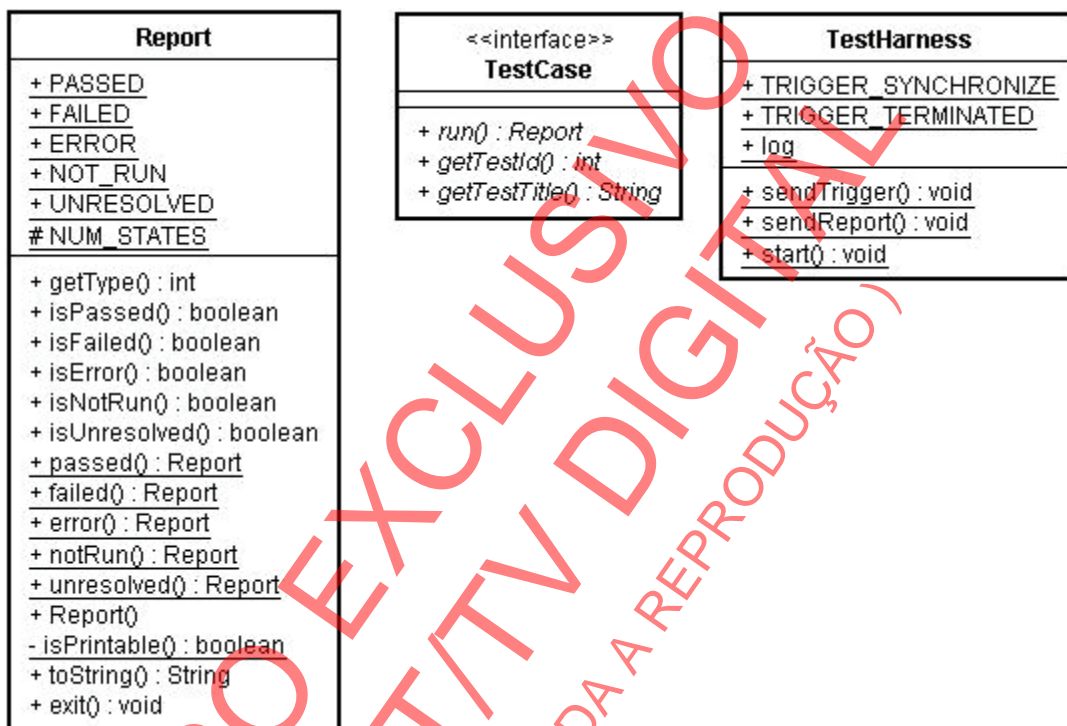 Report
+ PASSED
+ FAILED
+ ERROR
+ NOT_RUN
+ UNRESOLVED
# NUM_STATES
+ getType() : int
+ isPassed() : boolean
+ isFailed() : boolean
+ isError() : boolean
+ isNotRun() : boolean
+ isUnresolved() : boolean
+ passed() : Report
+ failed() : Report
+ error() : Report
+ notRun() : Report
+ unresolved() : Report
+ Report()
- isPrintable() : boolean
+ toString() : String
+ exit() : void
<<interface>>
TestCase
+ run() : Report
+ getTestId() : int
+ getTestTitle() : String
TestHarness
+ TRIGGER_SYNCHRONIZE
+ TRIGGER_TERMINATED
+ log
+ sendTrigger() : void
+ sendReport() : void
+ start() : void
EXCLUSIVO
TV DIGITAL
A REPRODUÇÃO )